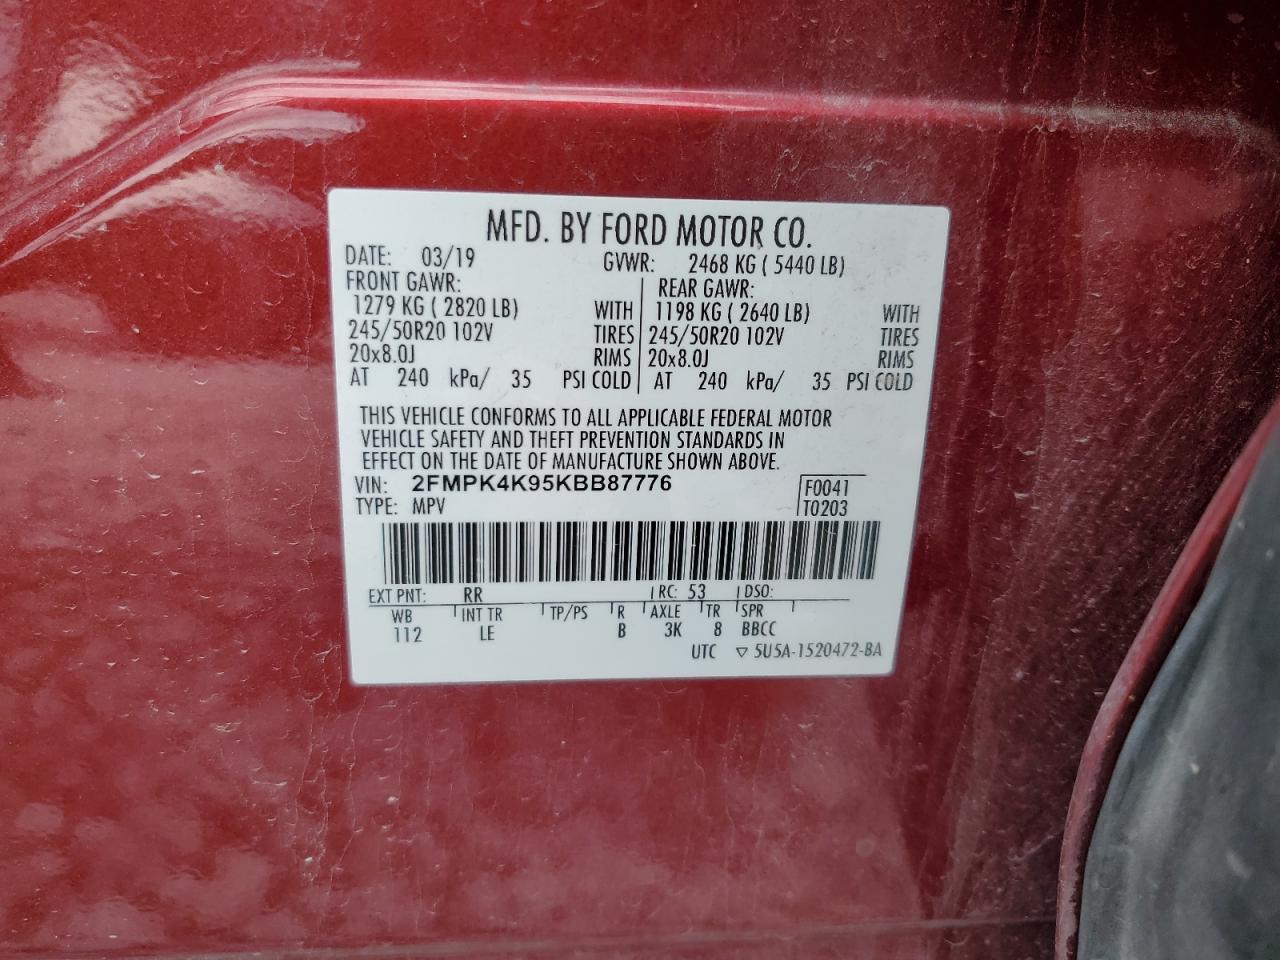 MFD. BY FORD MOTOR CO.
DATE: 03/19 GVWR: 2468 KG ( 5440 LB)
FRONT GAWR: REAR GAWR:
1279 KG ( 2820 LB) WITH 1198 KG ( 2640 LB) WITH
245/50R20 102V TIRES 245/50R20 102V TIRES
20x8.0J RIMS 20x8.0J RIMS
AT 240 kPa/ 35 PSI COLD AT 240 kPa/ 35 PSI COLD
THIS VEHICLE CONFORMS TO ALL APPLICABLE FEDERAL MOTOR
VEHICLE SAFETY AND THEFT PREVENTION STANDARDS IN
EFFECT ON THE DATE OF MANUFACTURE SHOWN ABOVE.
VIN: 2FMPK4K95KBB87776 F0041
TYPE: MPV T0203
EXT PNT: RR RC: 53 DSO:
WB INT TR TP/PS R AXLE TR SPR
112 LE B 3K 8 BBCC
UTC ▽ 5U5A-1520472-BA